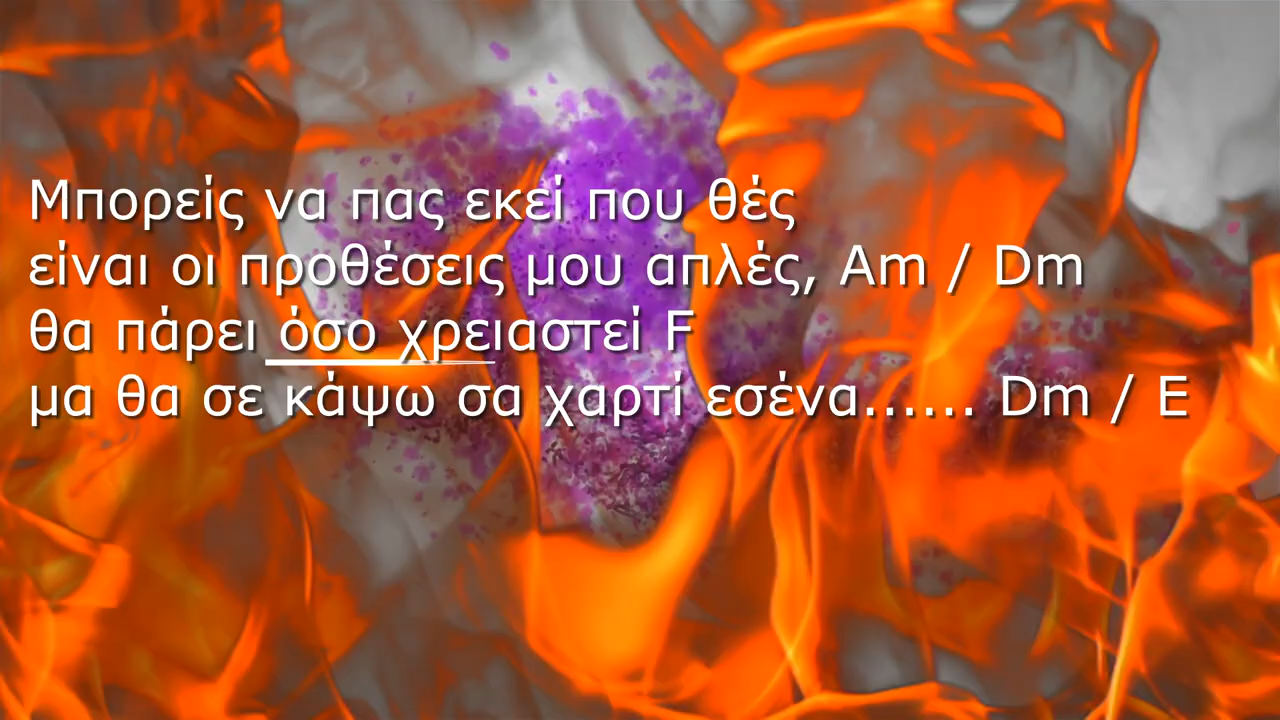 Μπορείς να πας εκεί που θές
είναι οι προθέσεις μου απλές, Am / Dm
θα πάρει όσο χρειαστεί F
μα θα σε κάψω σα χαρτί εσένα...... Dm / E